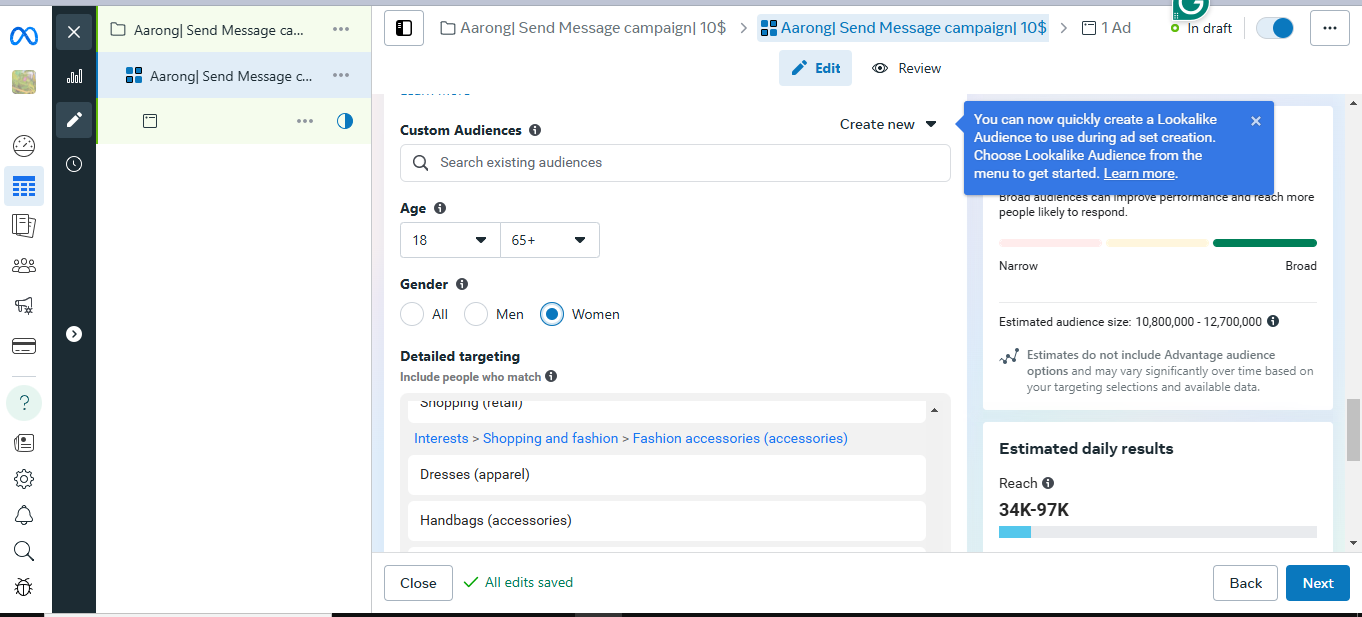 Aarong| Send Message ca...
Aarong| Send Message c...
Aarong| Send Message campaign| 10$
Aarong| Send Message campaign| 10$
1 Ad
In draft
Edit
Review
Learn more
Custom Audiences
Create new
Search existing audiences
Age
18
65+
Gender
All
Men
Women
Detailed targeting
Include people who match
Shopping (retail)
Interests > Shopping and fashion > Fashion accessories (accessories)
Dresses (apparel)
Handbags (accessories)
You can now quickly create a Lookalike
Audience to use during ad set creation.
Choose Lookalike Audience from the
menu to get started. Learn more.
Broad audiences can improve performance and reach more
people likely to respond.
Narrow
Broad
Estimated audience size: 10,800,000 - 12,700,000
Estimates do not include Advantage audience
options and may vary significantly over time based on
your targeting selections and available data.
Estimated daily results
Reach
34K-97K
Close
All edits saved
Back
Next